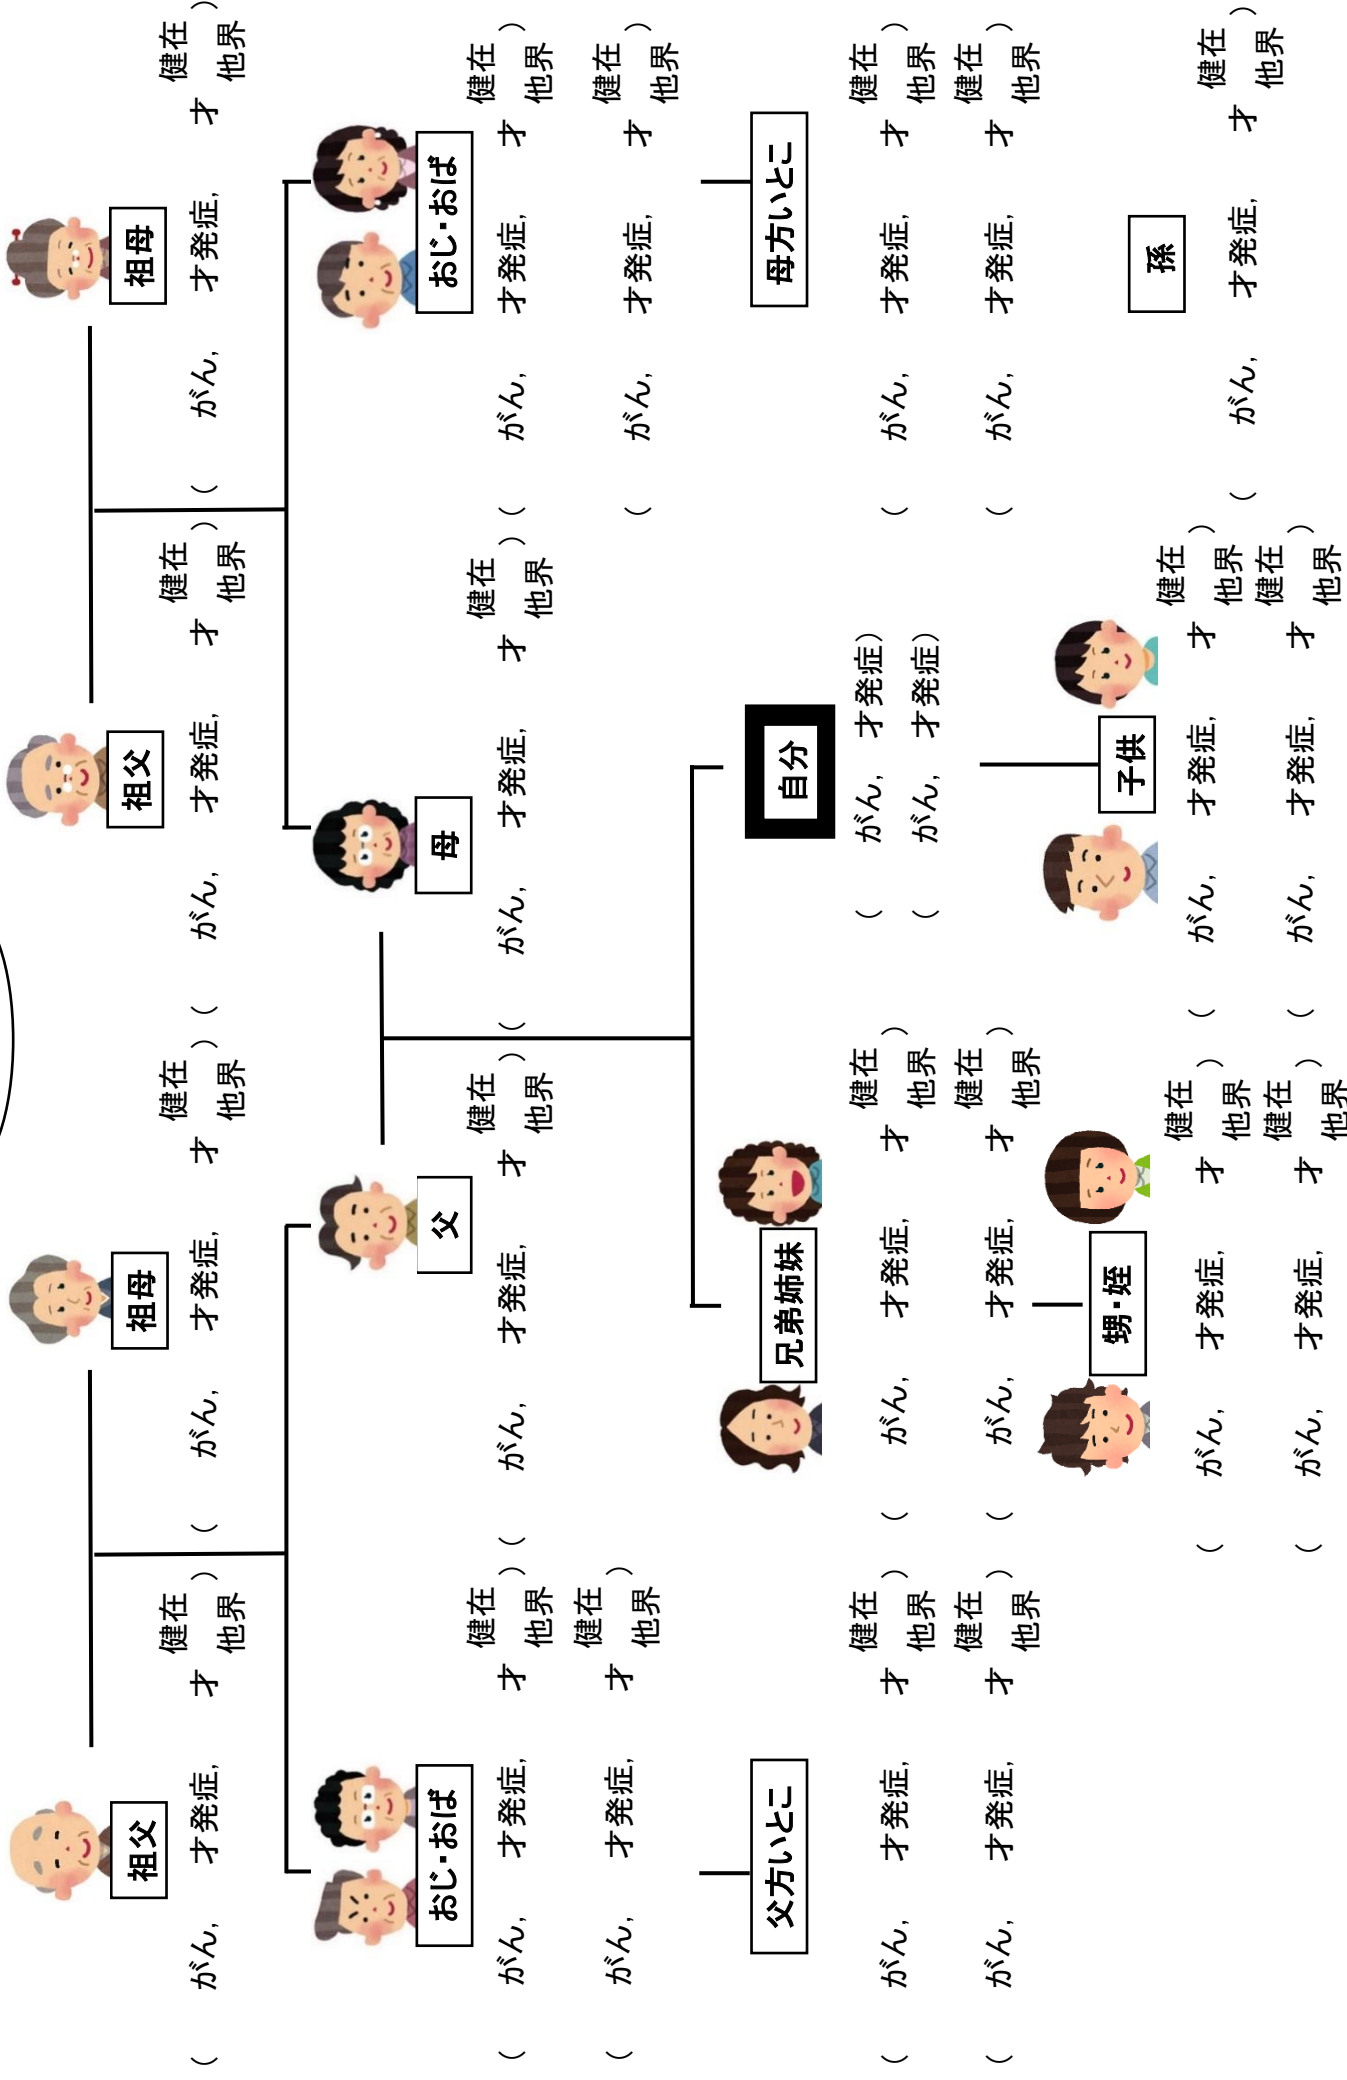 祖父
( がん, 才発症, 才 健在 他界 )
祖母
( がん, 才発症, 才 健在 他界 )
祖父
( がん, 才発症, 才 健在 他界 )
祖母
( がん, 才発症, 才 健在 他界 )
おじ・おば
( がん, 才発症, 才 健在 他界 )
( がん, 才発症, 才 健在 他界 )
父
( がん, 才発症, 才 健在 他界 )
母
( がん, 才発症, 才 健在 他界 )
おじ・おば
( がん, 才発症, 才 健在 他界 )
( がん, 才発症, 才 健在 他界 )
父方いとこ
( がん, 才発症, 才 健在 他界 )
( がん, 才発症, 才 健在 他界 )
兄弟姉妹
( がん, 才発症, 才 健在 他界 )
( がん, 才発症, 才 健在 他界 )
自分
( がん, 才発症)
( がん, 才発症)
母方いとこ
( がん, 才発症, 才 健在 他界 )
( がん, 才発症, 才 健在 他界 )
甥・姪
( がん, 才発症, 才 健在 他界 )
( がん, 才発症, 才 健在 他界 )
子供
( がん, 才発症, 才 健在 他界 )
( がん, 才発症, 才 健在 他界 )
孫
( がん, 才発症, 才 健在 他界 )